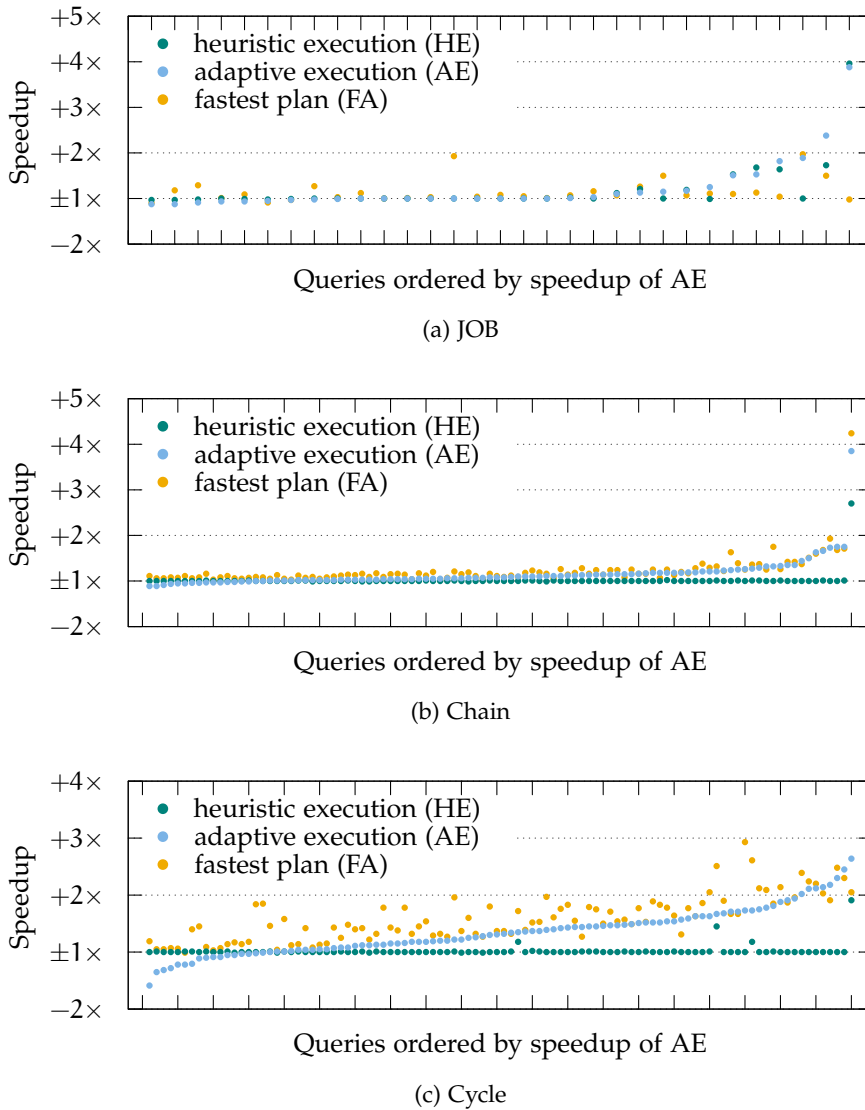 +5×
heuristic execution (HE)
+4×
adaptive execution (AE)
fastest plan (FA)
+3×
+2×
±1×
−2×
Speedup
Queries ordered by speedup of AE
(a) JOB
+5×
heuristic execution (HE)
+4×
adaptive execution (AE)
fastest plan (FA)
+3×
+2×
±1×
−2×
Speedup
Queries ordered by speedup of AE
(b) Chain
+4×
heuristic execution (HE)
adaptive execution (AE)
+3×
fastest plan (FA)
+2×
±1×
−2×
Speedup
Queries ordered by speedup of AE
(c) Cycle